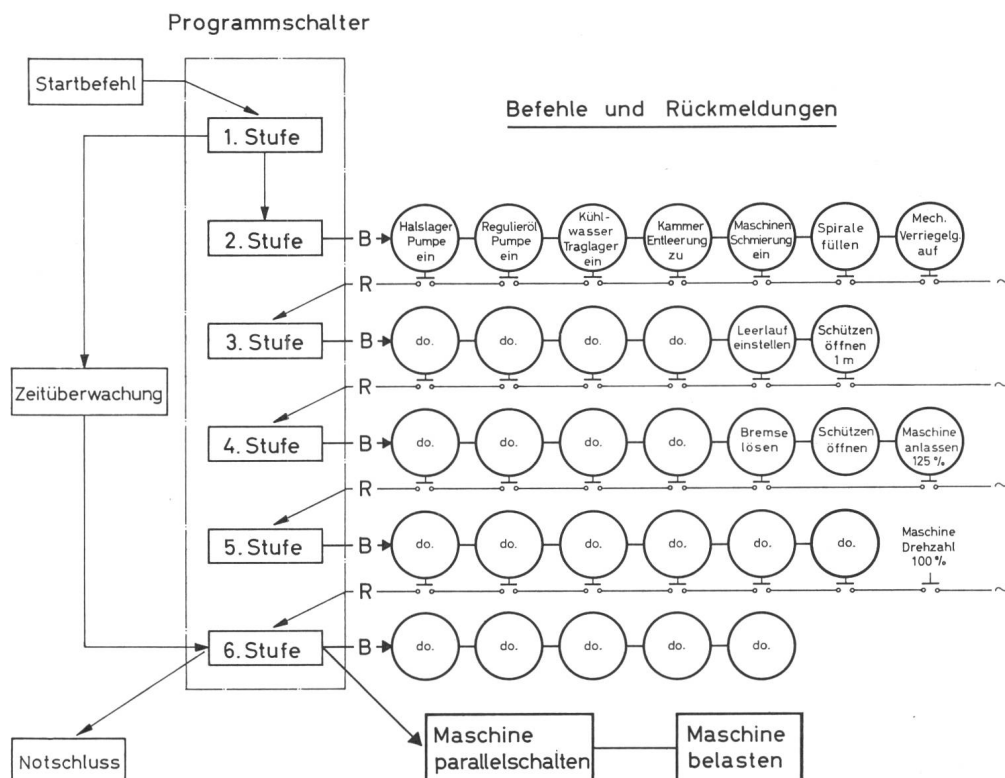 Programmschalter
Startbefehl
Befehle und Rückmeldungen
1. Stufe
2. Stufe
B
Halslager
Pumpe
ein
Regulieröl
Pumpe
ein
Kühl-
wasser
Traglager
ein
Kammer
Entleerung
zu
Maschinen
Schmierung
ein
Spirale
füllen
Mech.
Verriegelg.
auf
R
~
3. Stufe
B
do.
do.
do.
do.
Leerlauf
einstellen
Schützen
öffnen
1 m
R
~
Zeitüberwachung
4. Stufe
B
do.
do.
do.
do.
Bremse
lösen
Schützen
öffnen
Maschine
anlassen
125 %
R
~
5. Stufe
B
do.
do.
do.
do.
do.
do.
Maschine
Drehzahl
100 %
R
~
6. Stufe
B
do.
do.
do.
do.
do.
Notschluss
Maschine
parallelschalten
Maschine
belasten